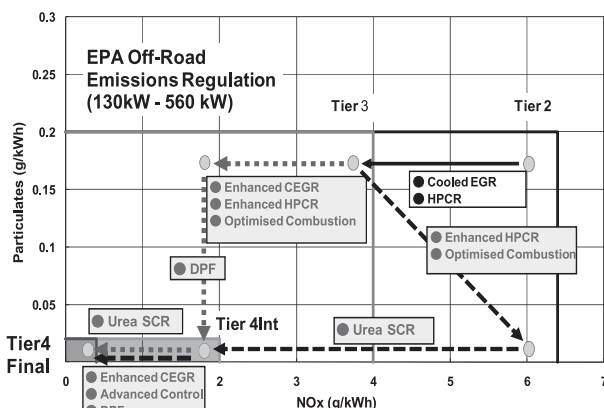 0.3
EPA Off-Road
Emissions Regulation
(130kW - 560 kW)
0.25
Tier 3
Tier 2
0.2
Particulates (g/kWh)
0.15
Cooled EGR
HPCR
Enhanced CEGR
Enhanced HPCR
Optimised Combustion
Enhanced HPCR
Optimised Combustion
0.1
DPF
0.05
Urea SCR
Tier 4Int
Urea SCR
Tier4
Final
0
1
2
3
4
5
6
7
NOx (g/kWh)
Enhanced CEGR
Advanced Control
DPF